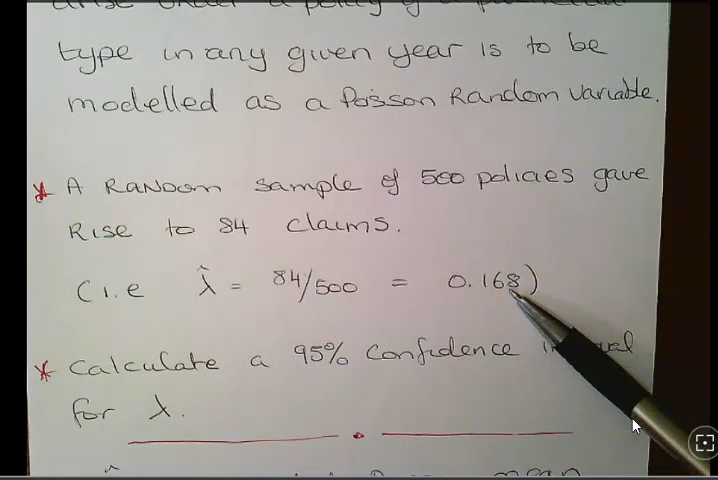 type in any given year is to be
modelled as a Poisson Random Variable.
* A Random sample of 500 policies gave
Rise to 84 claims.
(i.e λ̂ = 84/500 = 0.168)
* Calculate a 95% Confidence
for λ.
mean